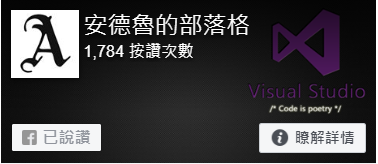 A
安德魯的部落格
1,784 按讚次數
Visual Studio
/* Code is poetry */
已說讚
瞭解詳情